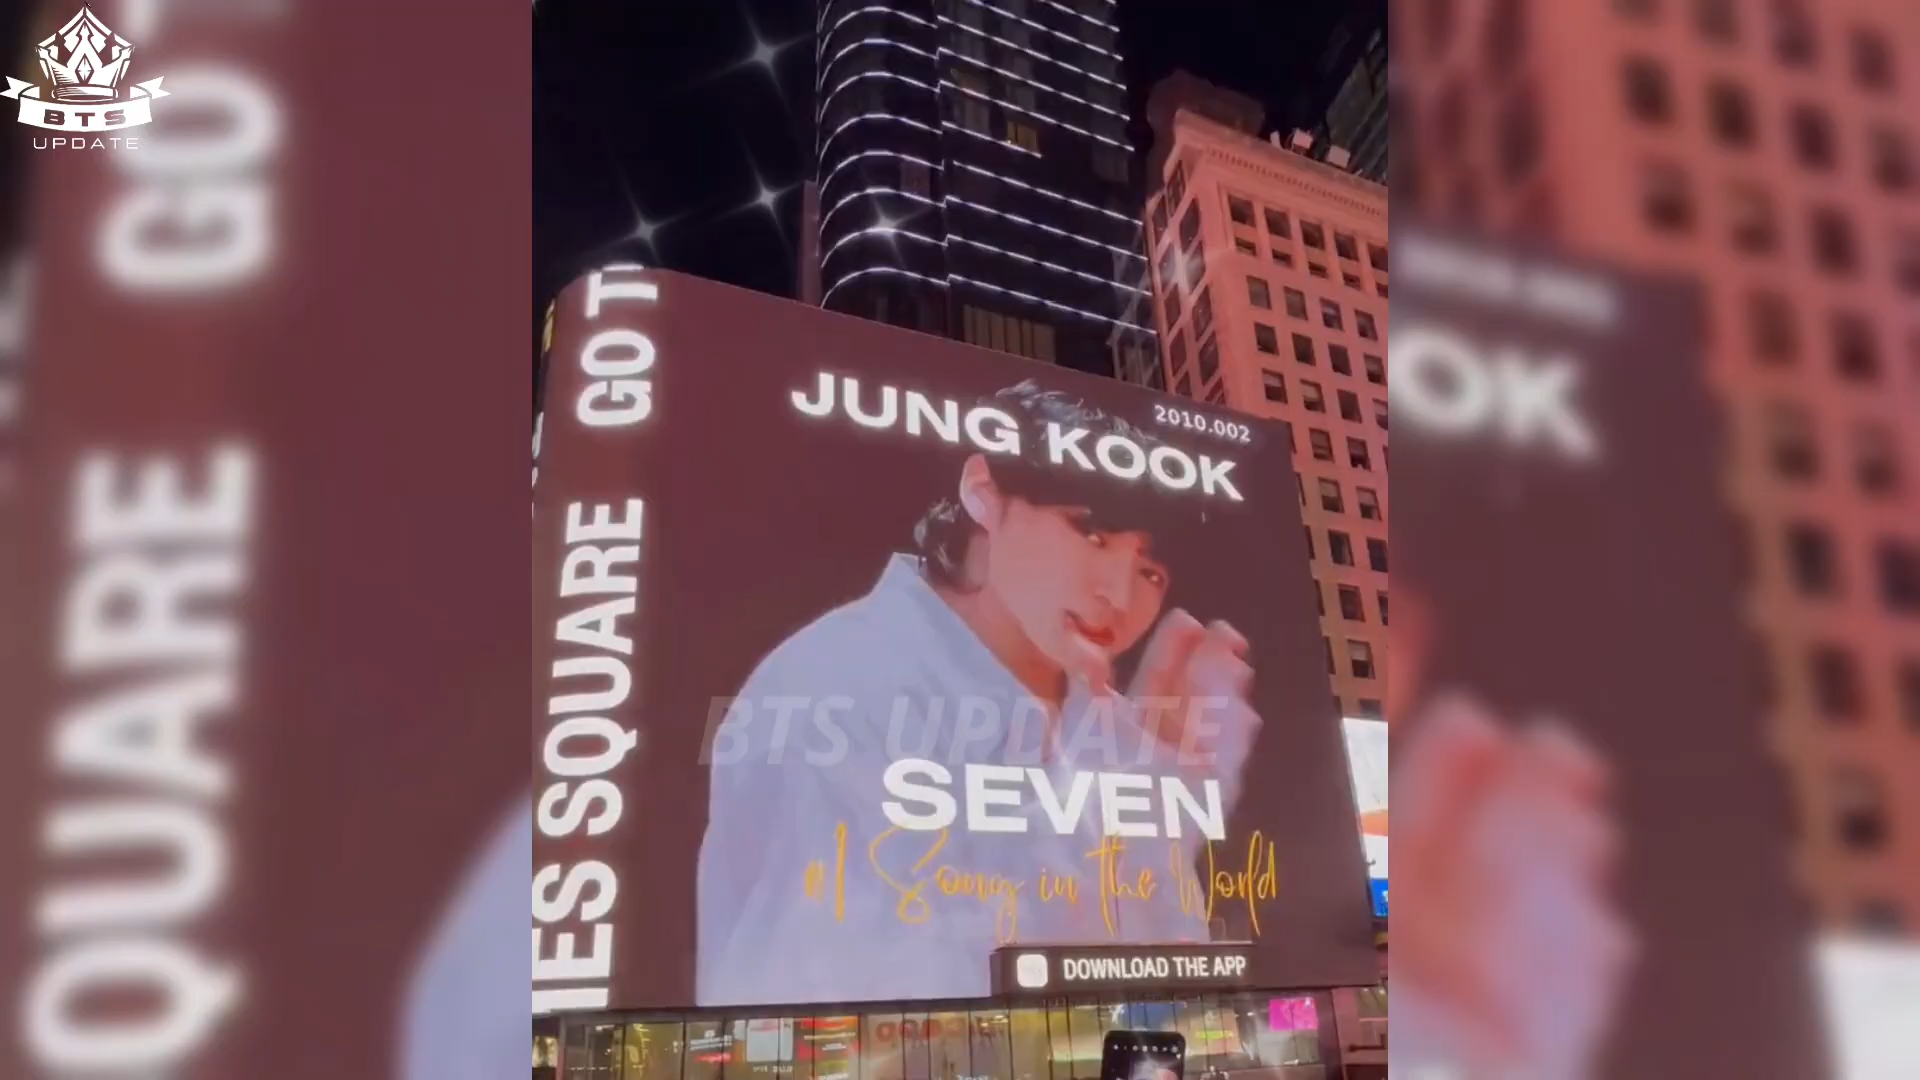 BTS
UPDATE
GO T
SQUARE
JUNG KOOK
2010.002
BTS UPDATE
SEVEN
#1 Song in the World
DOWNLOAD THE APP